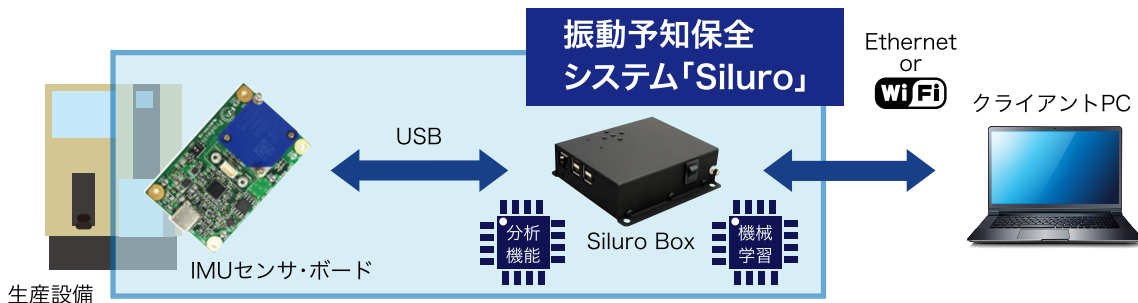 振動予知保全
システム「Siluro」
Ethernet
or
Wi Fi
クライアントPC
USB
分析
機能
Siluro Box
機械
学習
IMUセンサ・ボード
生産設備